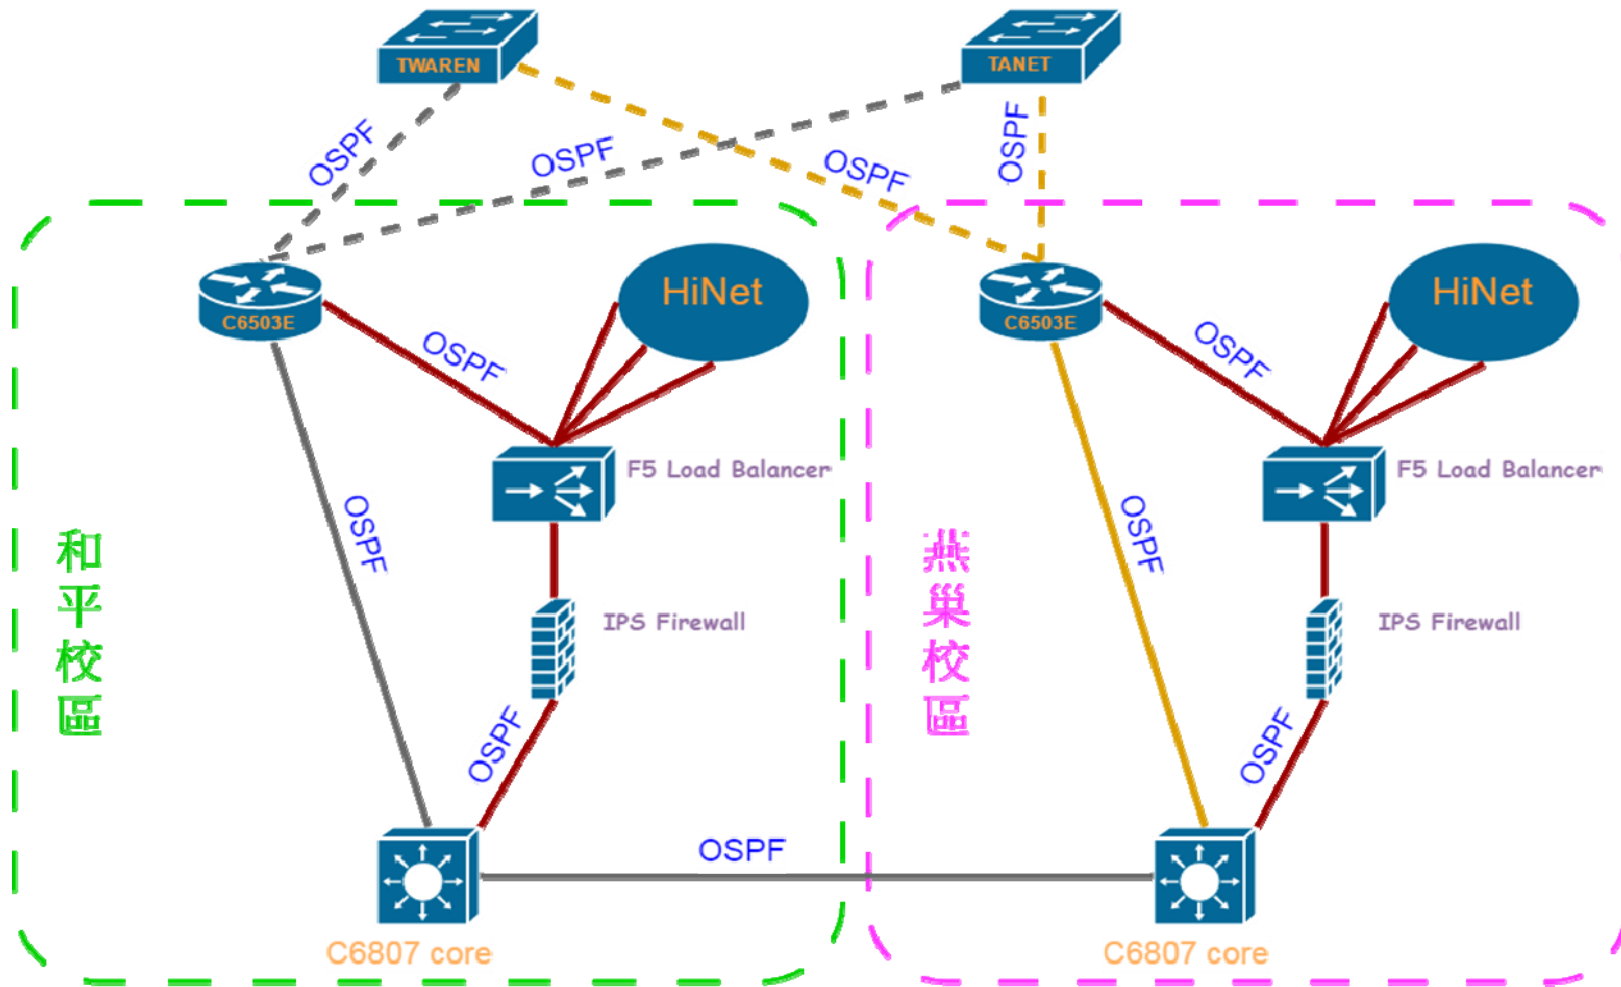 TWAREN
TANET
OSPF
OSPF
OSPF
OSPF
C6503E
HiNet
C6503E
HiNet
OSPF
OSPF
F5 Load Balancer
F5 Load Balancer
OSPF
OSPF
和平校區
燕巢校區
IPS Firewall
IPS Firewall
OSPF
OSPF
OSPF
C6807 core
C6807 core